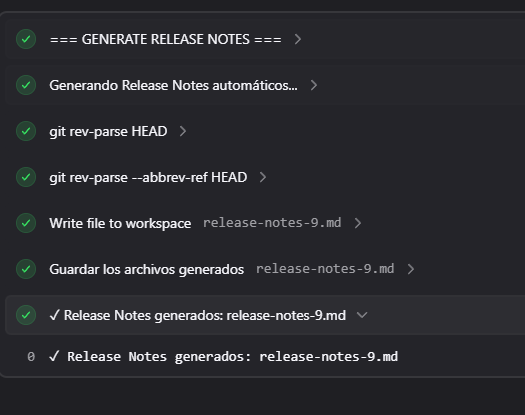 === GENERATE RELEASE NOTES ===
Generando Release Notes automáticos...
git rev-parse HEAD
git rev-parse --abbrev-ref HEAD
Write file to workspace release-notes-9.md
Guardar los archivos generados release-notes-9.md
✓ Release Notes generados: release-notes-9.md
0 ✓ Release Notes generados: release-notes-9.md